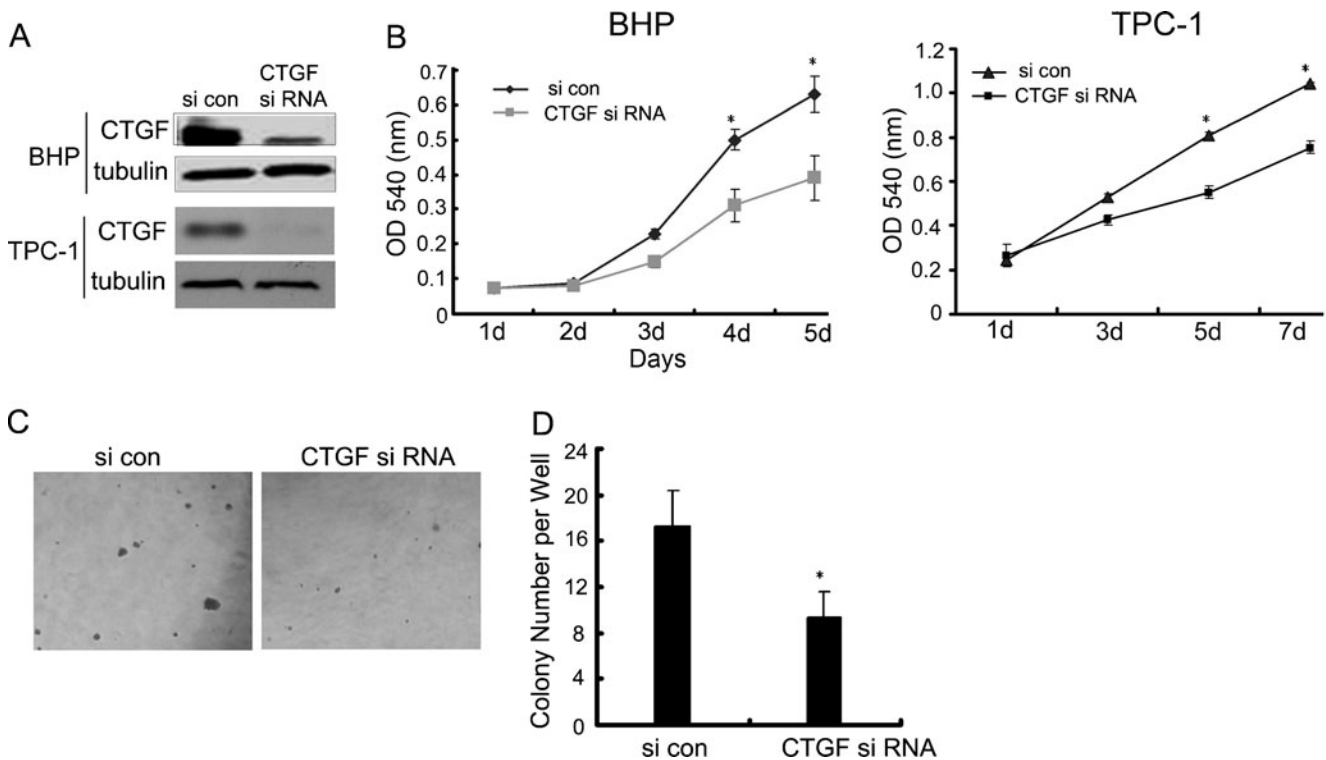 A
si con
CTGF
si RNA
BHP
CTGF
tubulin
TPC-1
CTGF
tubulin
B
BHP
OD 540 (nm)
0.7
0.6
0.5
0.4
0.3
0.2
0.1
0
si con
CTGF si RNA
*
*
1d
2d
3d
4d
5d
Days
TPC-1
OD 540 (nm)
1.2
1.0
0.8
0.6
0.4
0.2
0
si con
CTGF si RNA
*
*
1d
3d
5d
7d
C
si con
CTGF si RNA
D
Colony Number per Well
24
20
16
12
8
4
0
*
si con
CTGF si RNA